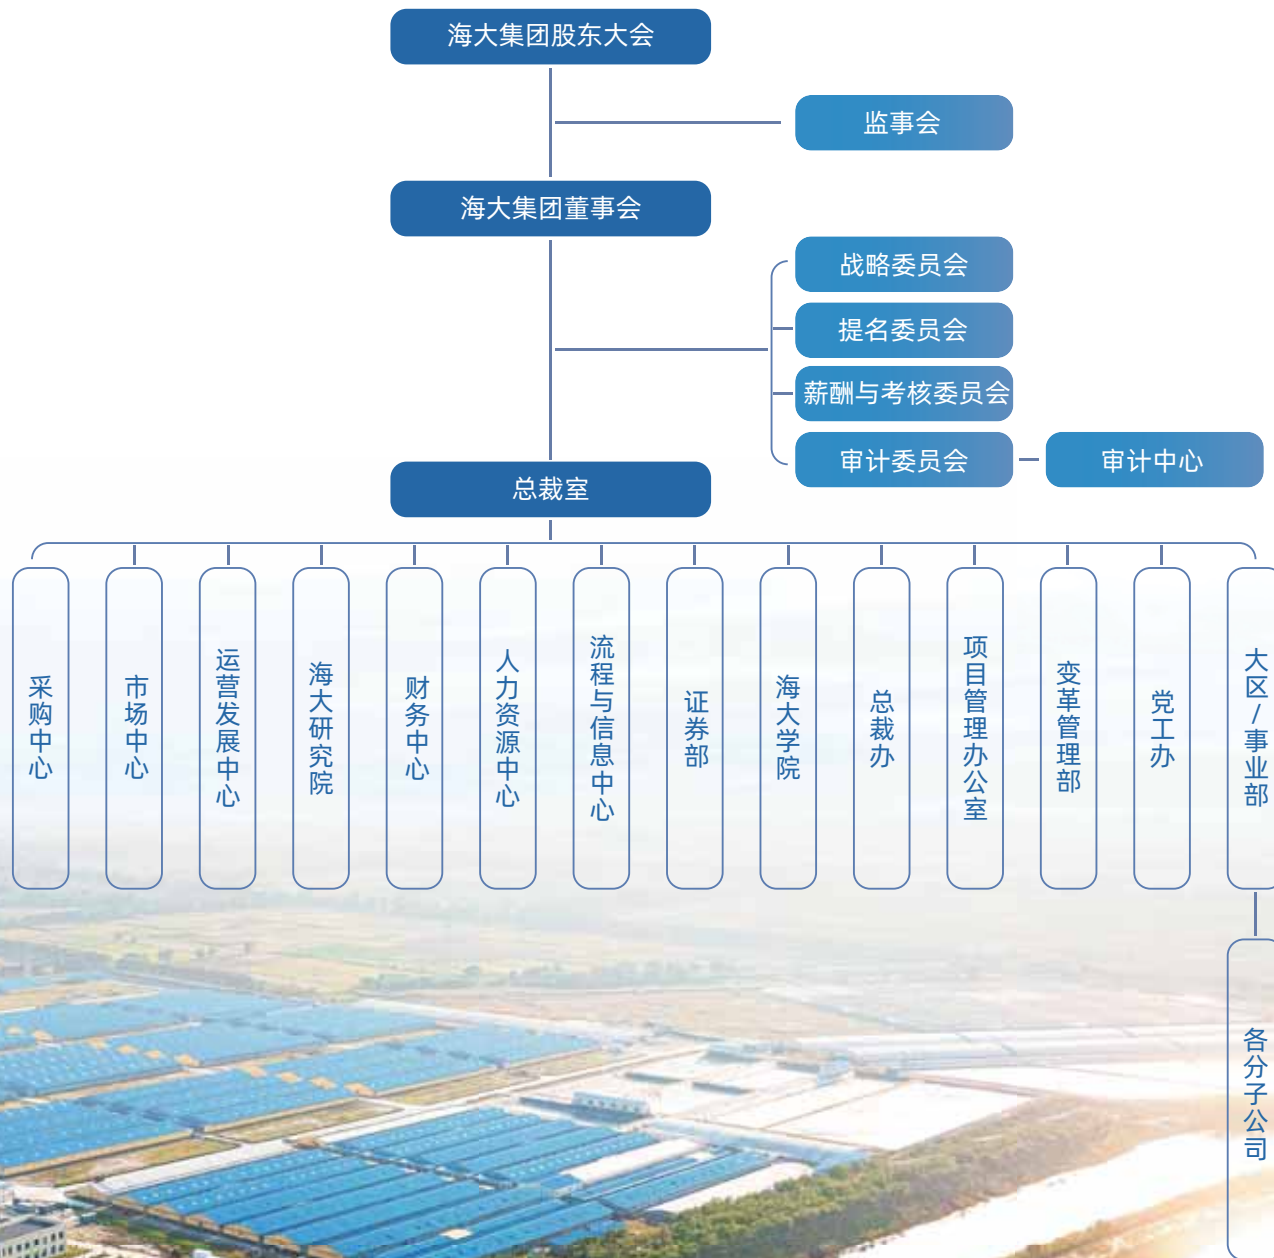 海大集团股东大会
监事会
海大集团董事会
战略委员会
提名委员会
薪酬与考核委员会
审计委员会
审计中心
总裁室
采购中心
市场中心
运营发展中心
海大研究院
财务中心
人力资源中心
流程与信息中心
证券部
海大学院
总裁办
项目管理办公室
变革管理部
党工办
大区/事业部
各分子公司